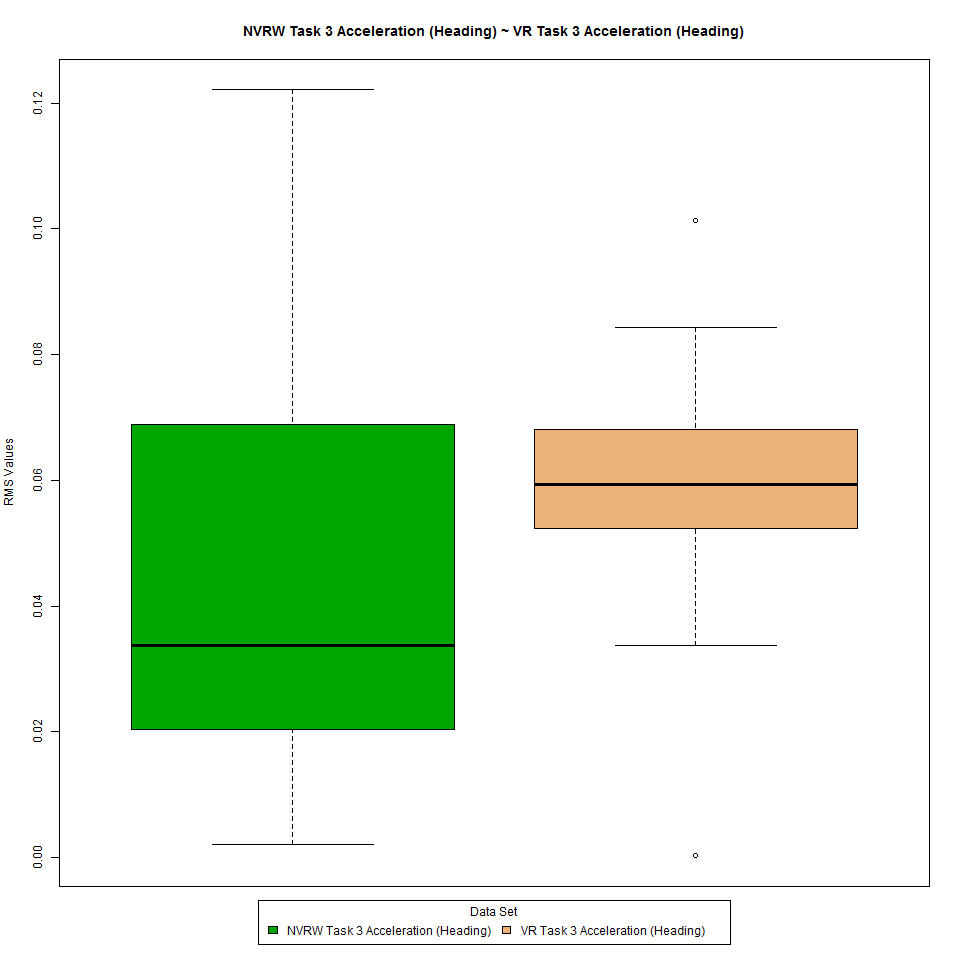 NVRW Task 3 Acceleration (Heading) ~ VR Task 3 Acceleration (Heading)
0.12
0.10
0.08
0.06
0.04
0.02
0.00
RMS Values
Data Set
NVRW Task 3 Acceleration (Heading) VR Task 3 Acceleration (Heading)